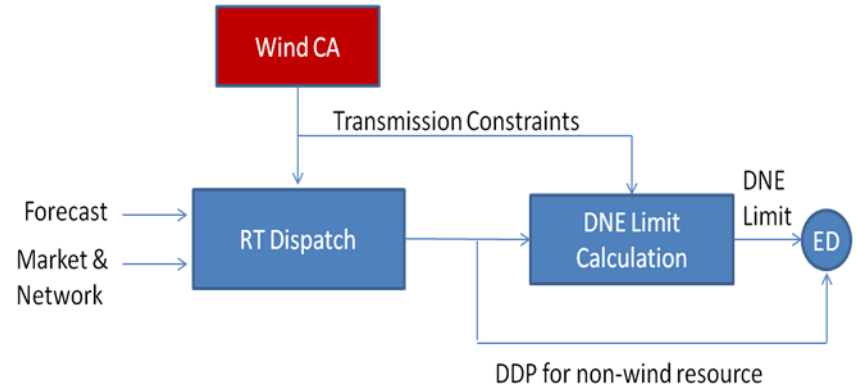 Wind CA
Transmission Constraints
Forecast
Market &
Network
RT Dispatch
DNE Limit
Calculation
DNE
Limit
ED
DDP for non-wind resource